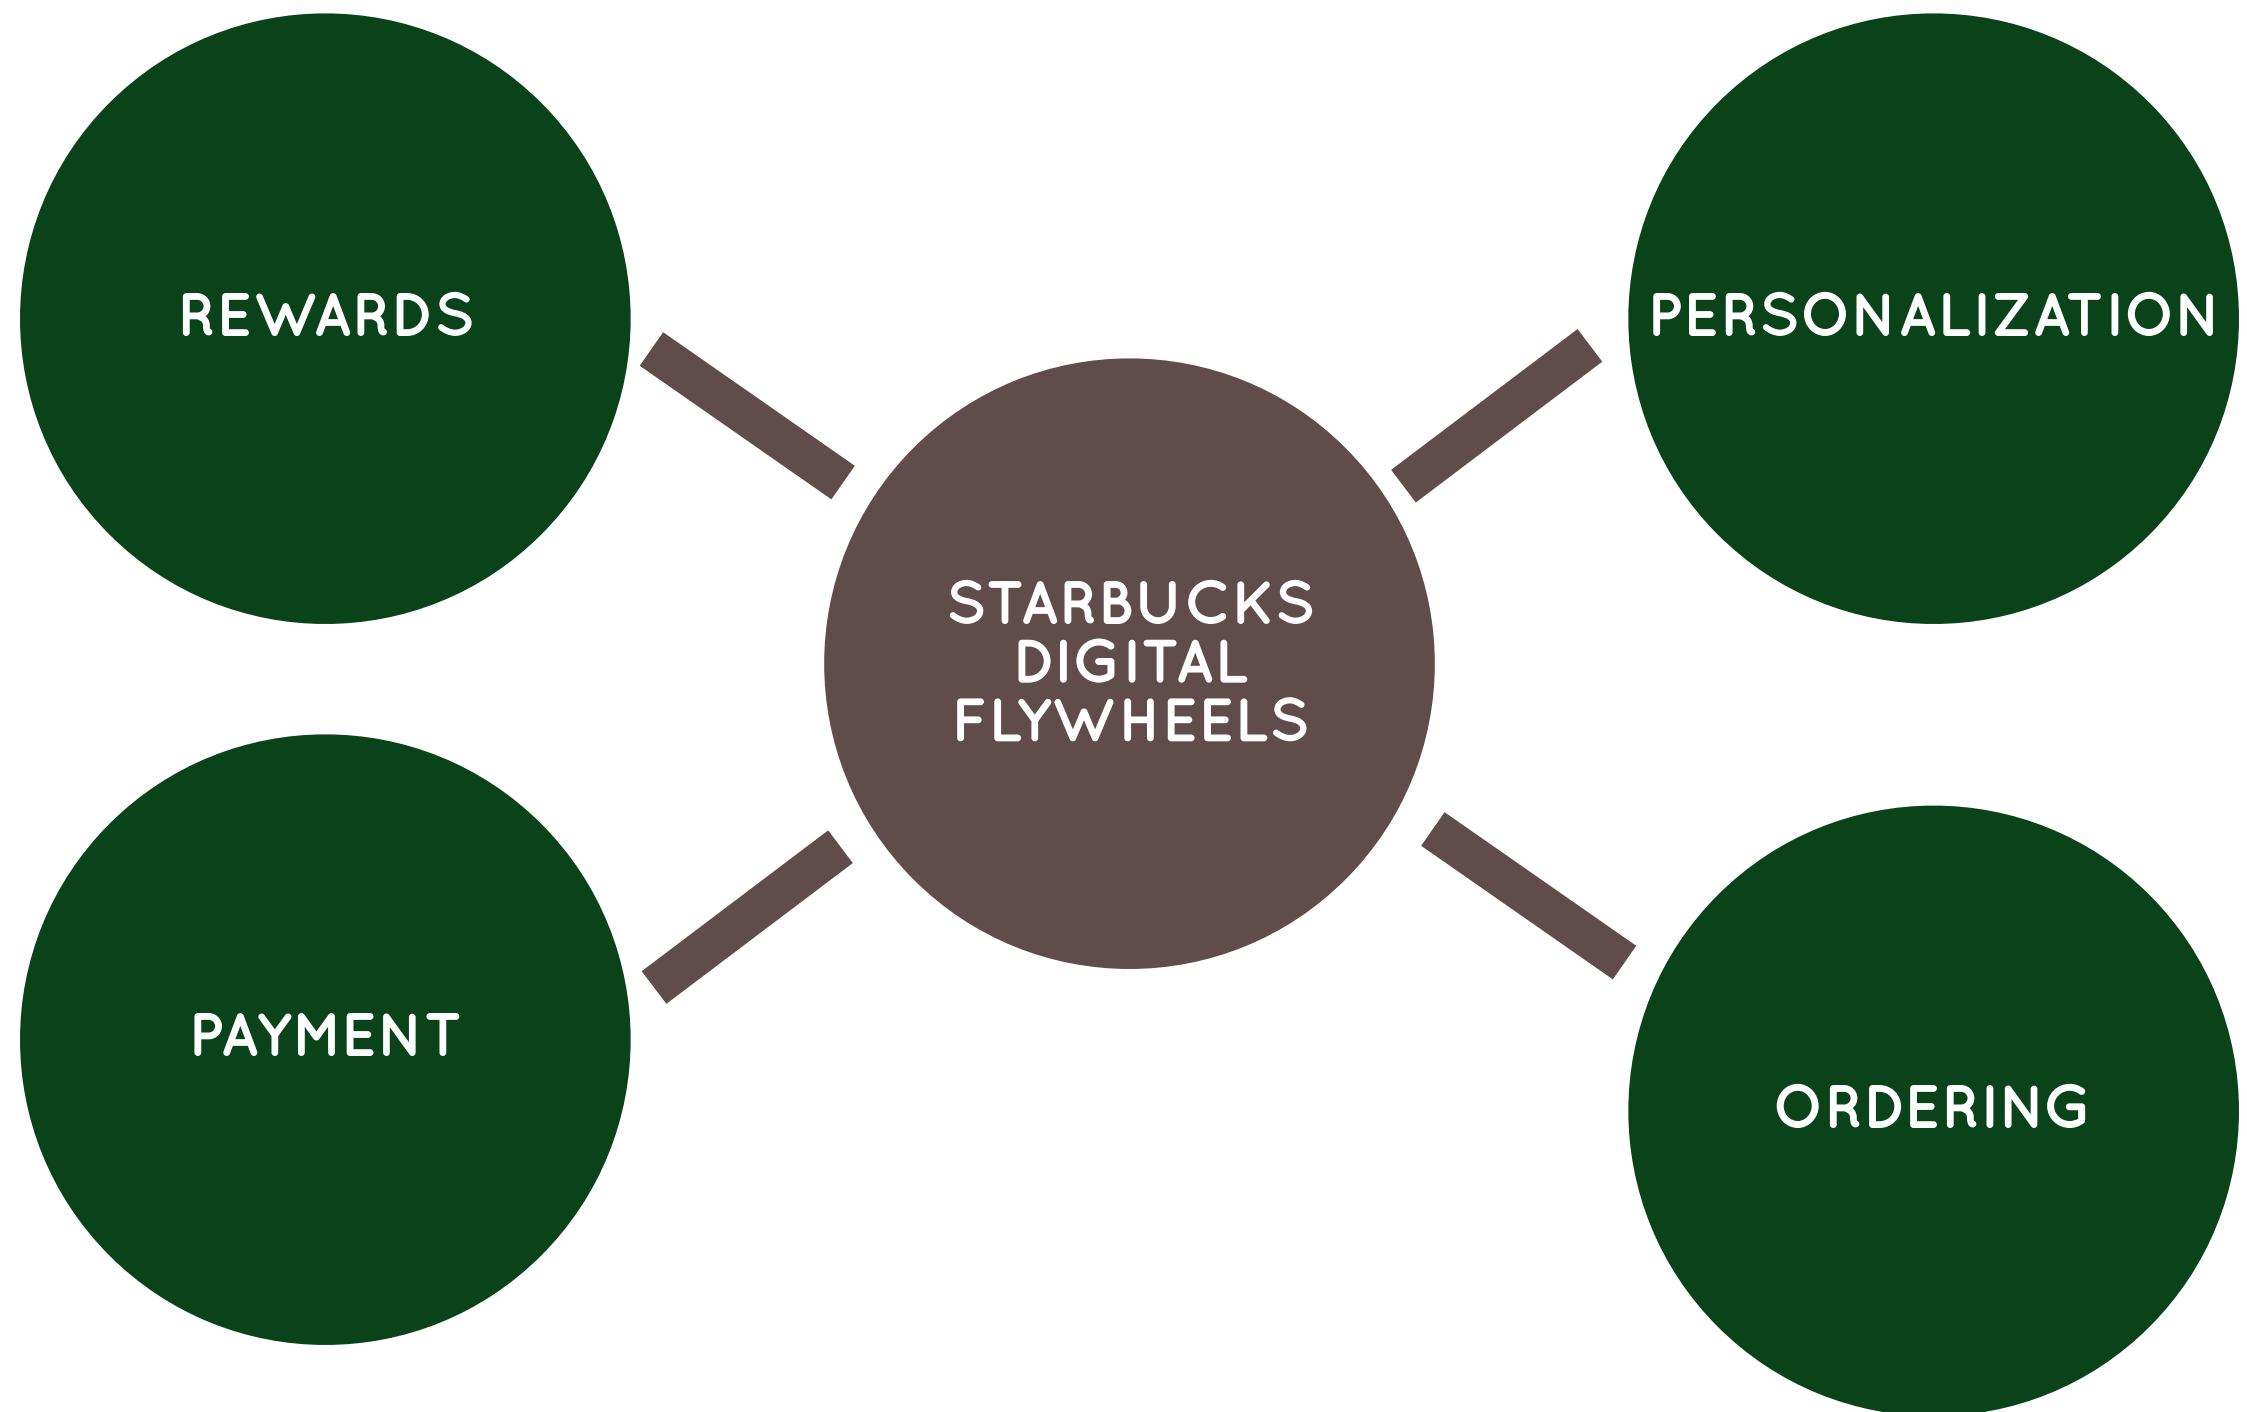 REWARDS
PERSONALIZATION
STARBUCKS
DIGITAL
FLYWHEELS
PAYMENT
ORDERING